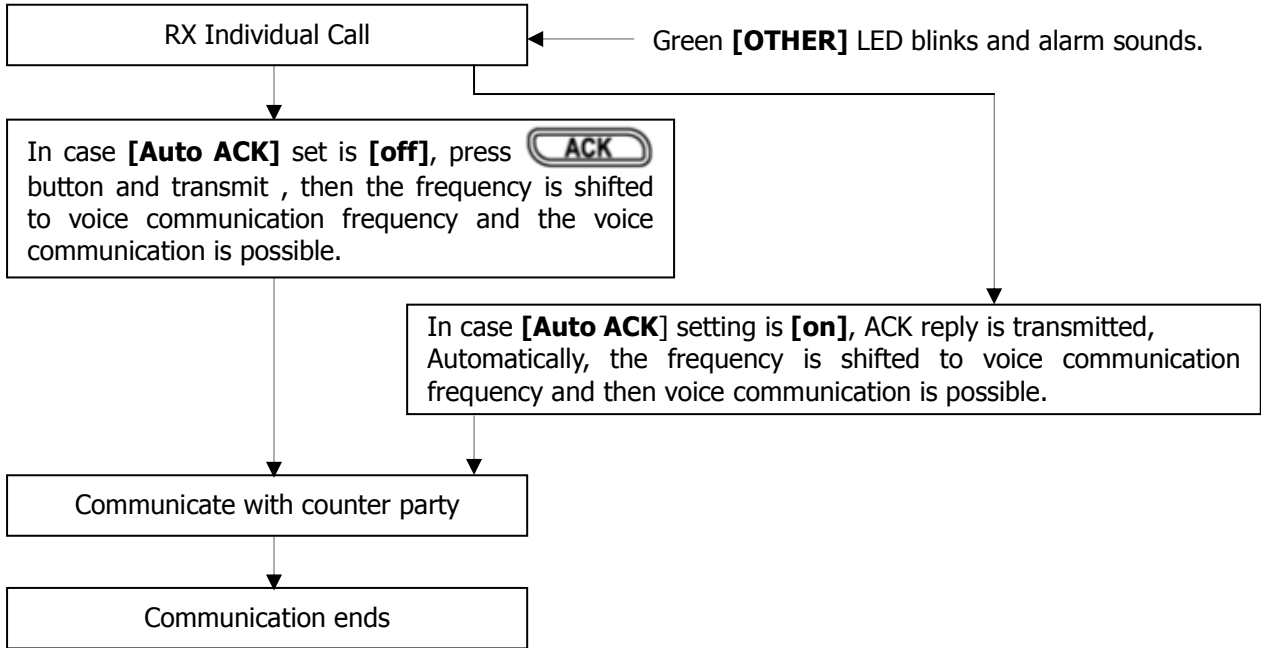 RX Individual Call
Green [OTHER] LED blinks and alarm sounds.
In case [Auto ACK] set is [off], press ACK
button and transmit , then the frequency is shifted
to voice communication frequency and the voice
communication is possible.
In case [Auto ACK] setting is [on], ACK reply is transmitted,
Automatically, the frequency is shifted to voice communication
frequency and then voice communication is possible.
Communicate with counter party
Communication ends